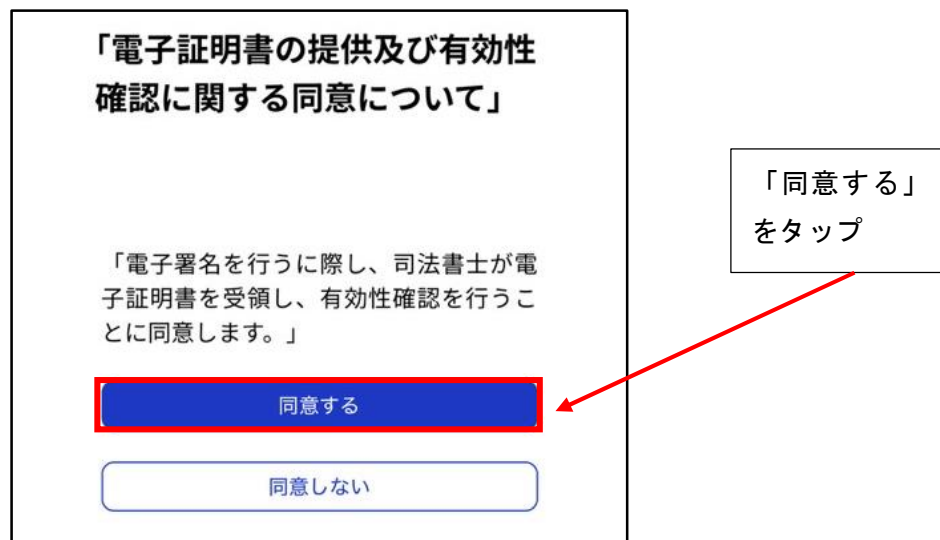 「電子証明書の提供及び有効性
確認に関する同意について」
「同意する」
をタップ
「電子署名を行うに際し、司法書士が電
子証明書を受領し、有効性確認を行うこ
とに同意します。」
同意する
同意しない